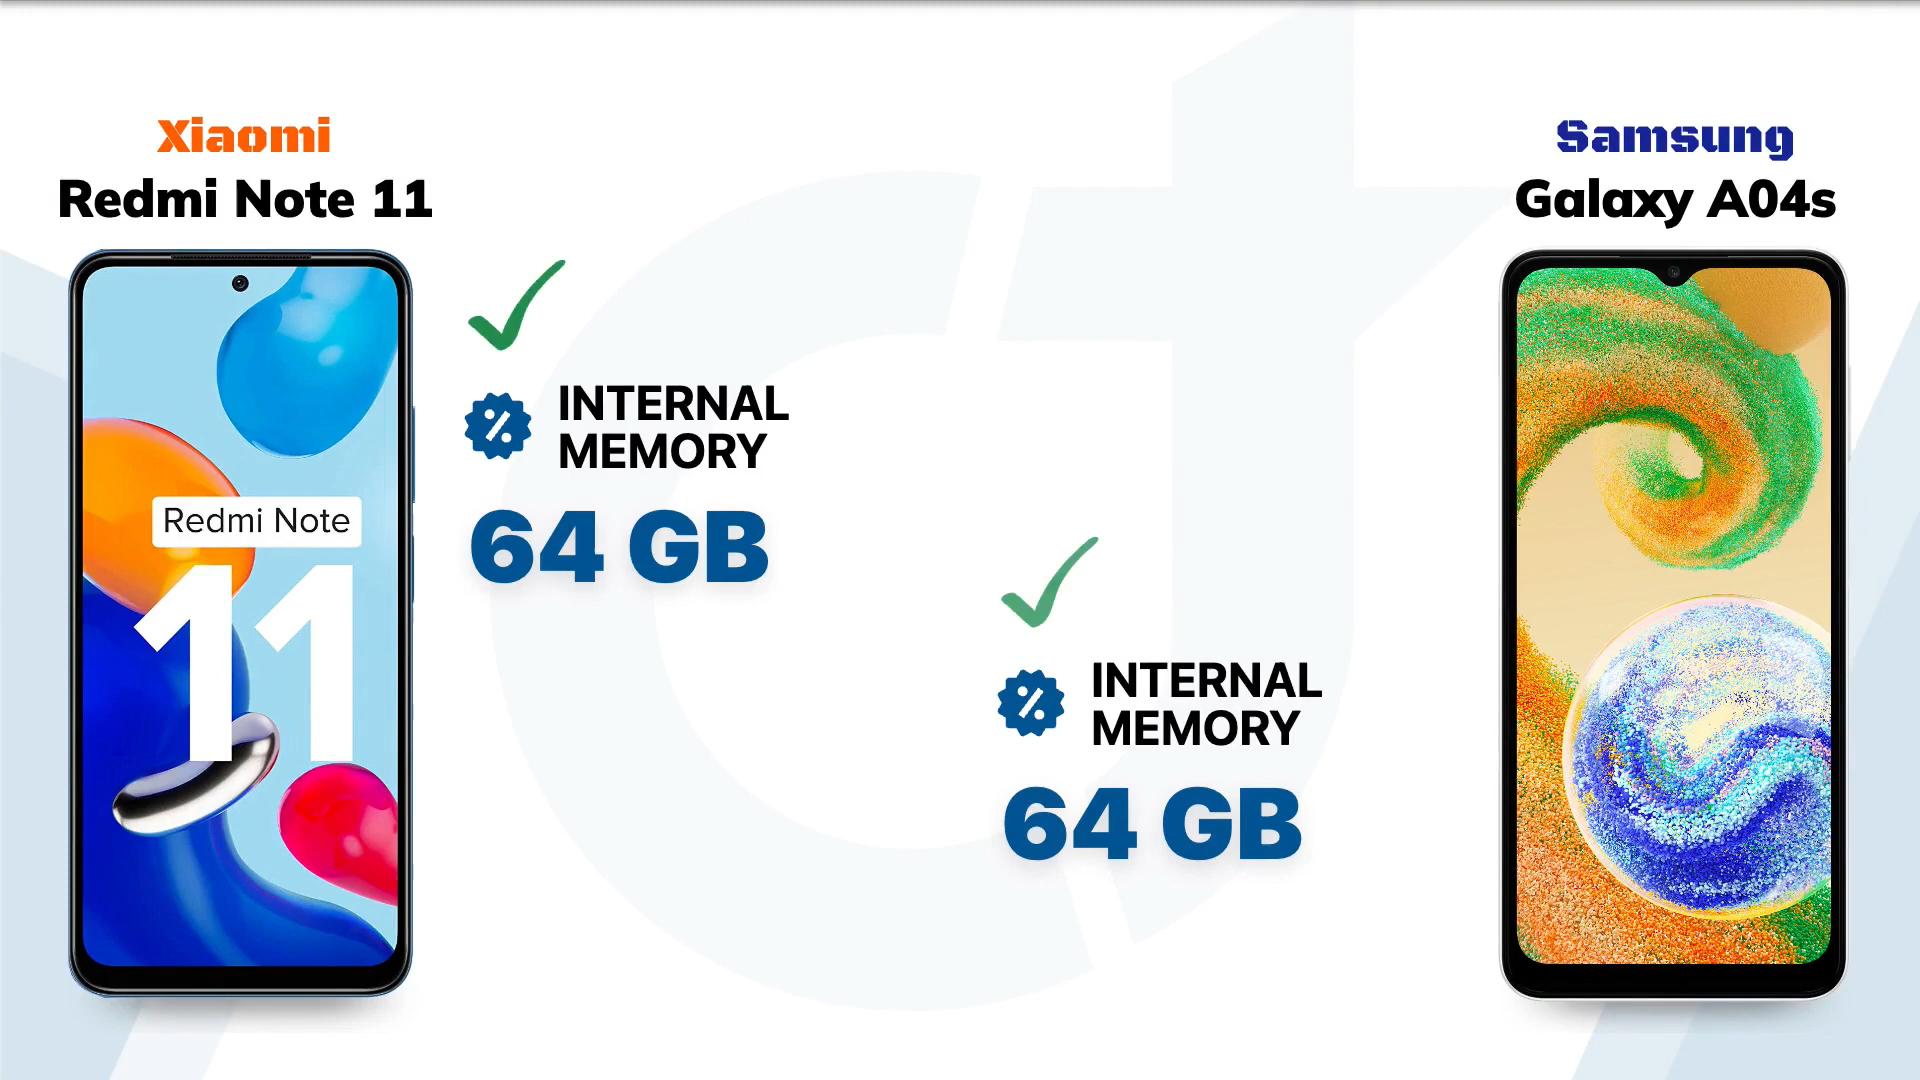 Xiaomi
Redmi Note 11
Redmi Note
11
INTERNAL
MEMORY
64 GB
INTERNAL
MEMORY
64 GB
Samsung
Galaxy A04s